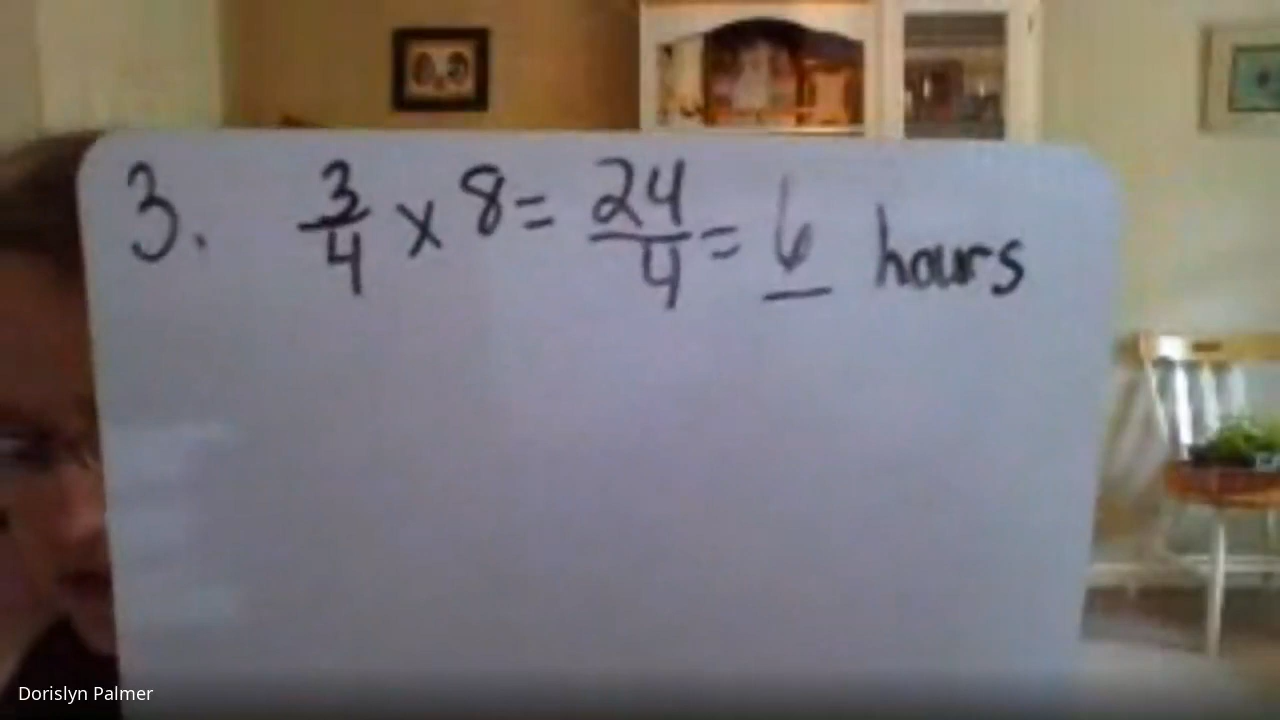 3. 3/4 x 8 = 24/4 = 6 hours
Dorislyn Palmer